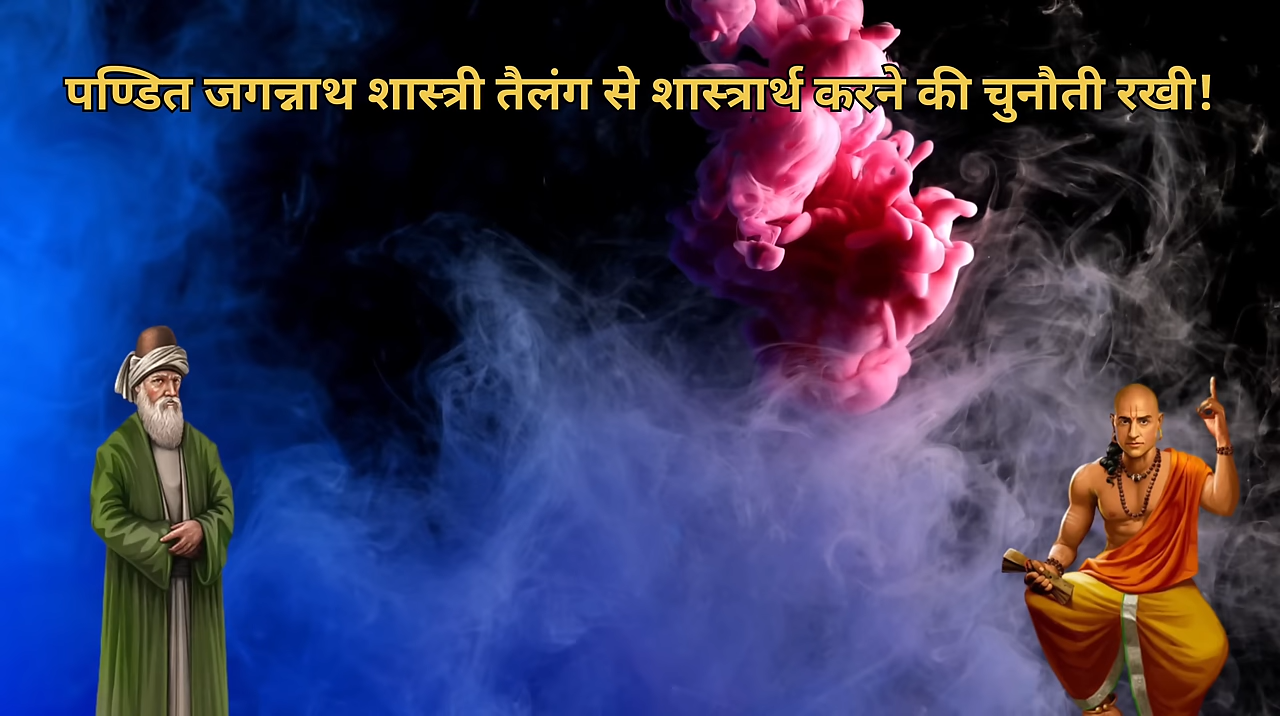 पण्डित जगन्नाथ शास्त्री तैलंग से शास्त्रार्थ करने की चुनौती रखी!